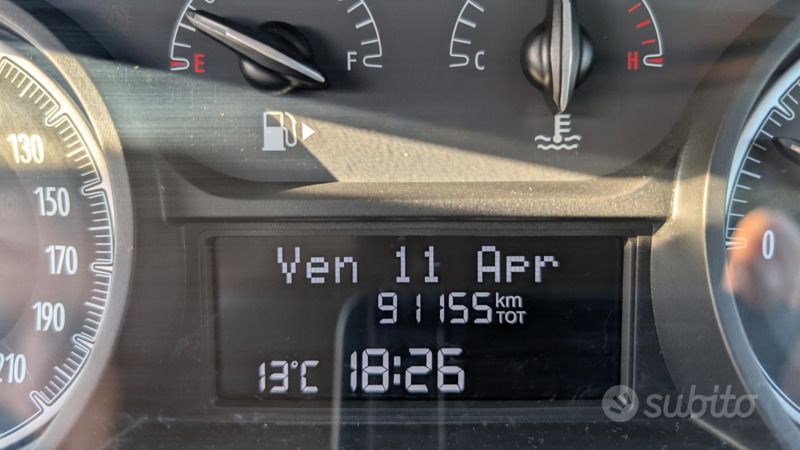 E F C H
130
150
170
190
210
0
Ven 11 Apr
91155 km TOT
13°C 18:26
subito